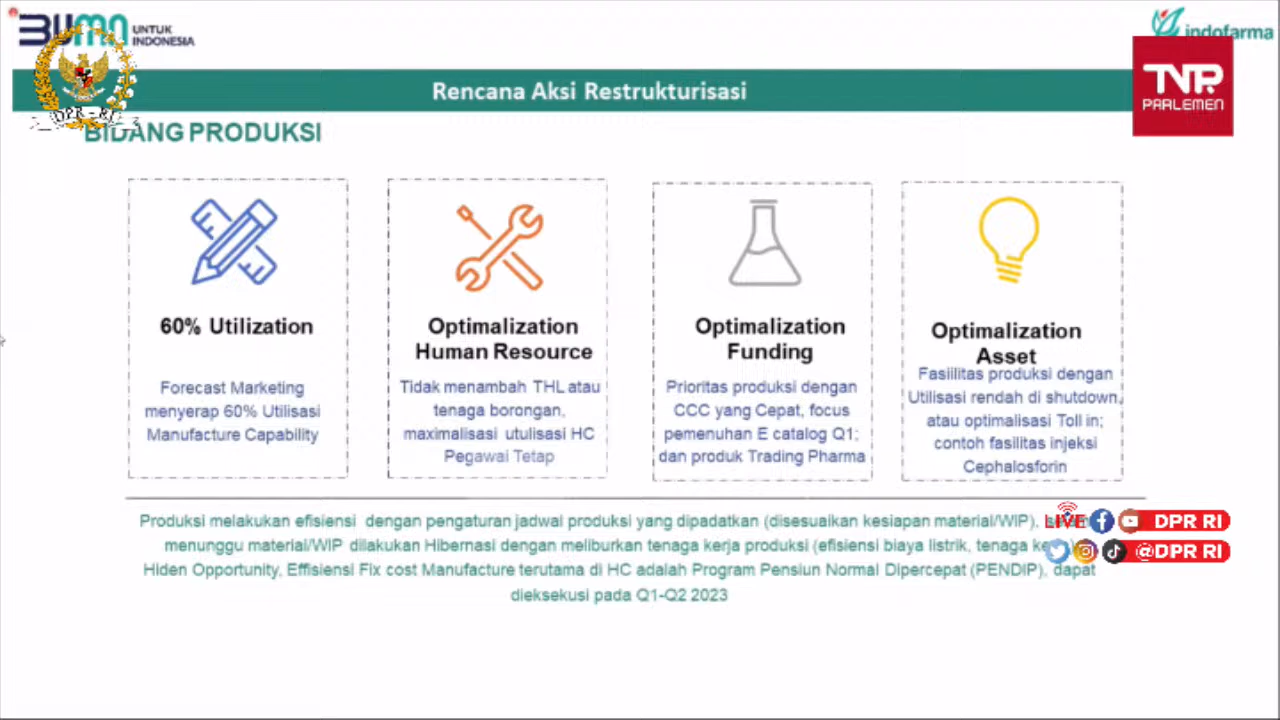 BUMN UNTUK
INDONESIA
indofarma
Rencana Aksi Restrukturisasi
TVR
PARLEMEN
DPR - RI
BIDANG PRODUKSI
60% Utilization
Forecast Marketing
menyerap 60% Utilisasi
Manufacture Capability
Optimalization
Human Resource
Tidak menambah THL atau
tenaga borongan,
maximalisasi utulisasi HC
Pegawai Tetap
Optimalization
Funding
Prioritas produksi dengan
CCC yang Cepat, focus
pemenuhan E catalog Q1;
dan produk Trading Pharma
Optimalization
Asset
Fasiilitas produksi dengan
Utilisasi rendah di shutdown,
atau optimalisasi Toll in;
contoh fasilitas injeksi
Cephalosforin
Produksi melakukan efisiensi dengan pengaturan jadwal produksi yang dipadatkan (disesuaikan kesiapan material/WIP),
menunggu material/WIP dilakukan Hibernasi dengan meliburkan tenaga kerja produksi (efisiensi biaya listrik, tenaga
Hiden Opportunity, Effisiensi Fix cost Manufacture terutama di HC adalah Program Pensiun Normal Dipercepat (PENDIP), dapat
dieksekusi pada Q1-Q2 2023
LIVE DPR RI
@DPR RI